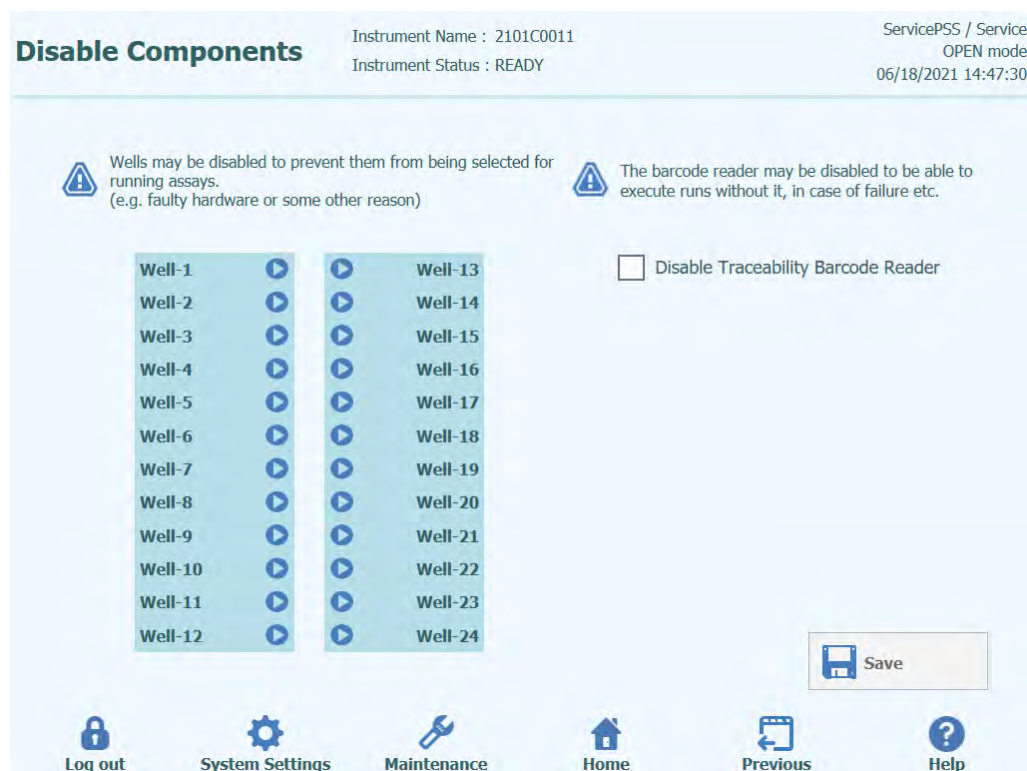 Disable Components
Instrument Name : 2101C0011
Instrument Status : READY
ServicePSS / Service
OPEN mode
06/18/2021 14:47:30
Wells may be disabled to prevent them from being selected for
running assays.
(e.g. faulty hardware or some other reason)
The barcode reader may be disabled to be able to
execute runs without it, in case of failure etc.
Well-1 Well-13
Well-2 Well-14
Well-3 Well-15
Well-4 Well-16
Well-5 Well-17
Well-6 Well-18
Well-7 Well-19
Well-8 Well-20
Well-9 Well-21
Well-10 Well-22
Well-11 Well-23
Well-12 Well-24
Disable Traceability Barcode Reader
Save
Log out System Settings Maintenance Home Previous Help